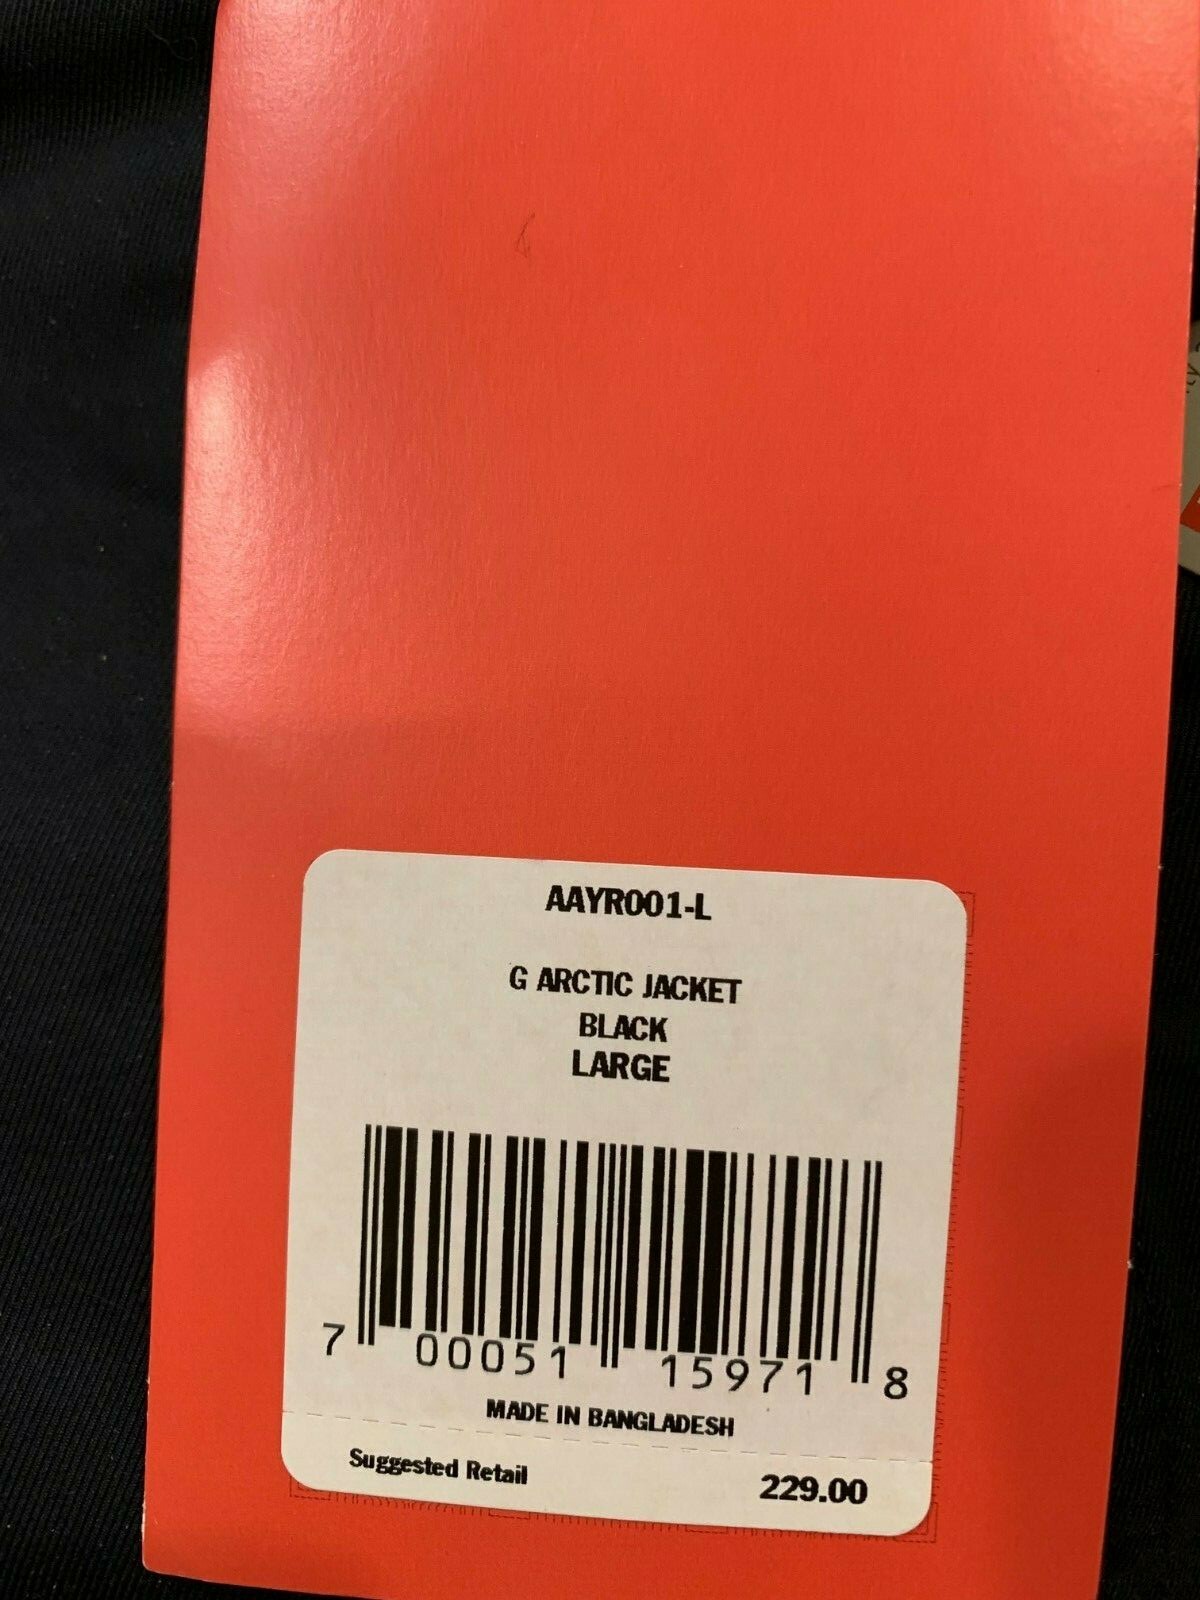 AAYR001-L
G ARCTIC JACKET
BLACK
LARGE
7 00051 15971 8
MADE IN BANGLADESH
Suggested Retail 229.00